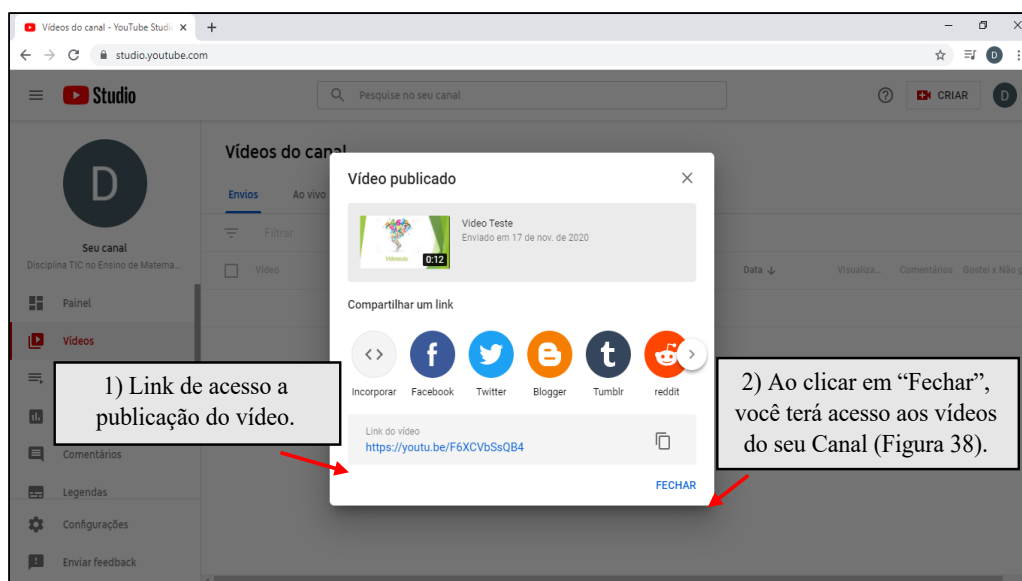 Vídeos do canal - YouTube Studio
studio.youtube.com
D
Studio
Pesquise no seu canal
CRIAR
D
D
Seu canal
Disciplina TIC no Ensino de Matema...
Painel
Vídeos
Comentários
Legendas
Configurações
Enviar feedback
Vídeos do canal
Envios Ao vivo
Filtrar
Vídeo Data Visualiza... Comentários Gostei x Não
Vídeo publicado
Video Teste
Enviado em 17 de nov. de 2020
Videoaula
0:12
Compartilhar um link
Incorporar Facebook Twitter Blogger Tumblr reddit
Link do vídeo
https://youtu.be/F6XCVbSsQB4
FECHAR
1) Link de acesso a
publicação do vídeo.
2) Ao clicar em “Fechar”,
você terá acesso aos vídeos
do seu Canal (Figura 38).